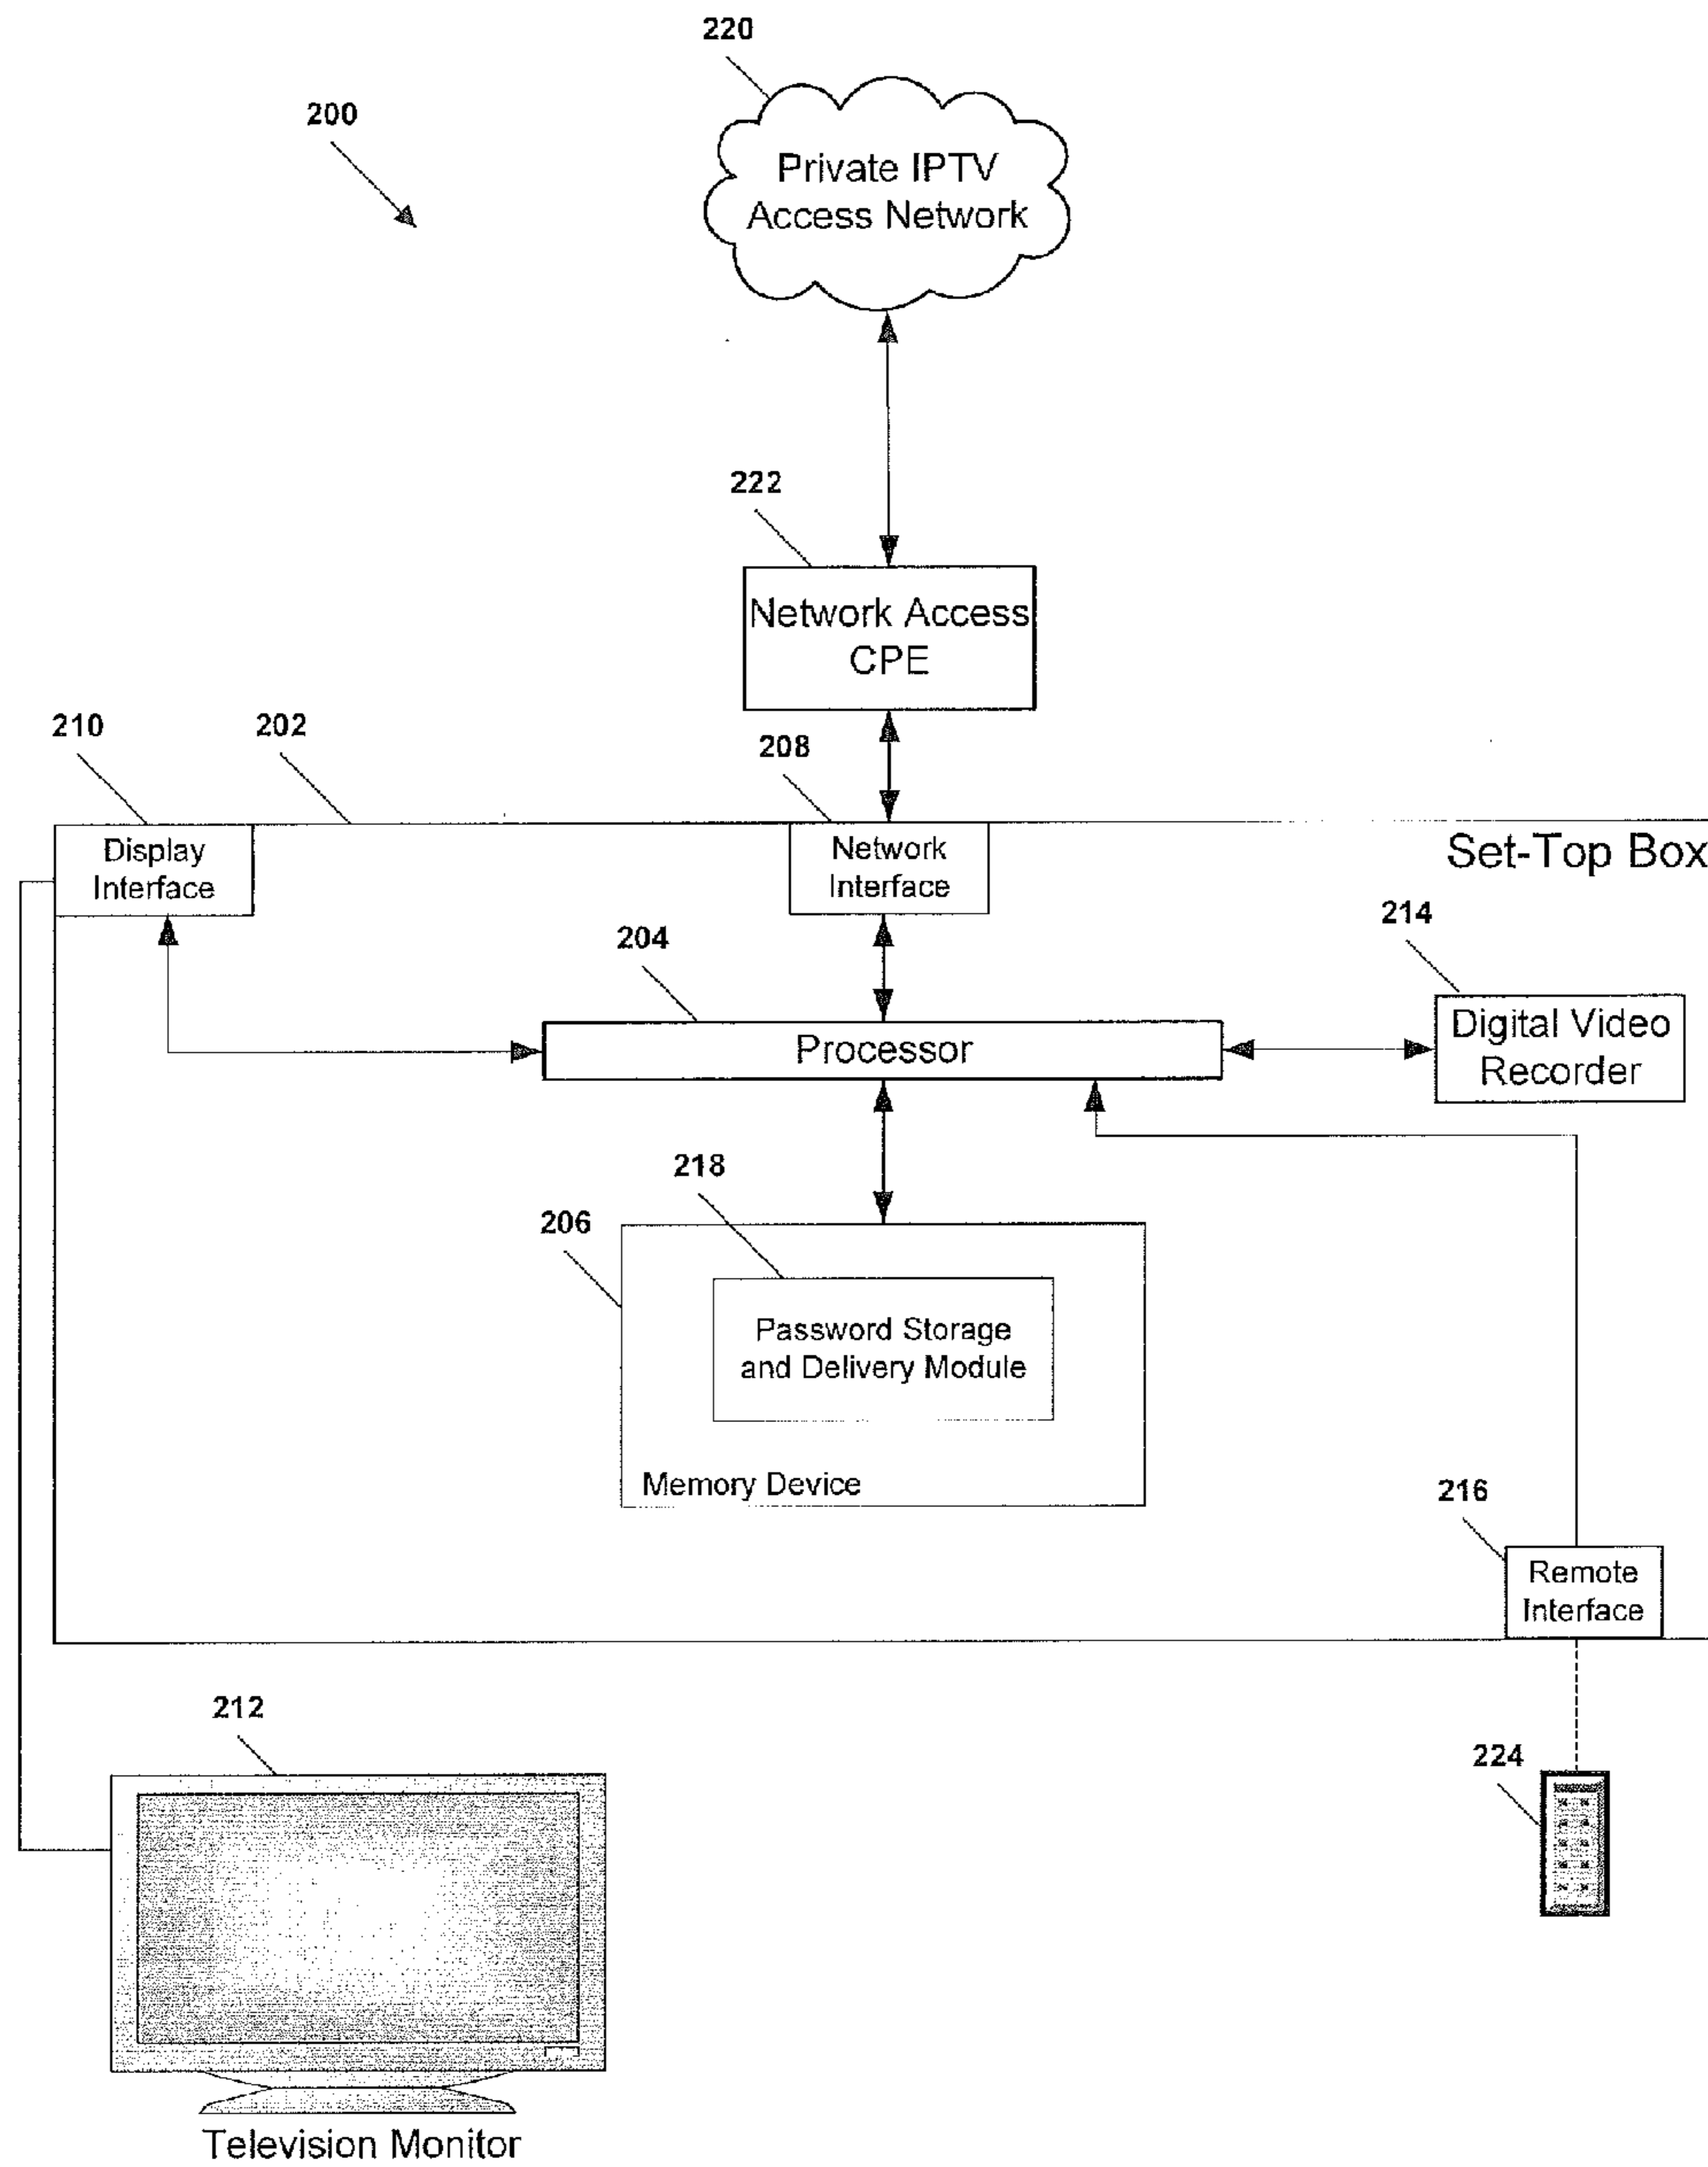 220
200
Private IPTV
Access Network
222
Network Access
CPE
210
202
208
Display
Interface
Network
Interface
Set-Top Box
214
204
Digital Video
Recorder
Processor
218
206
Password Storage
and Delivery Module
Memory Device
216
Remote
Interface
212
224
Television Monitor